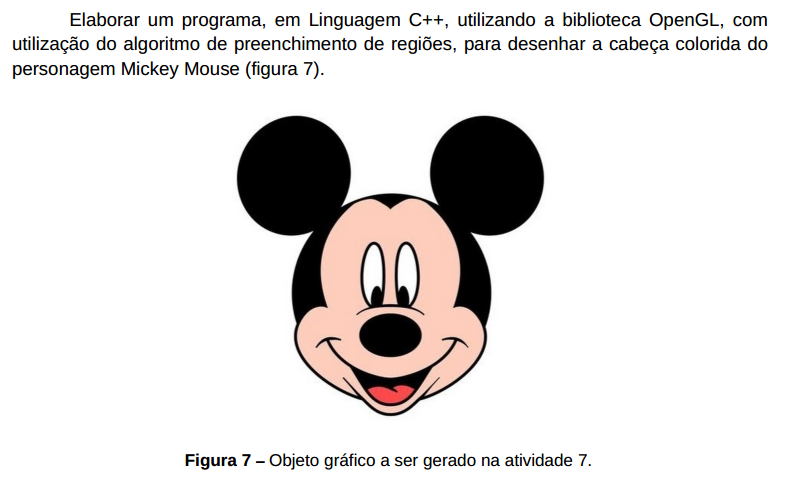 Elaborar um programa, em Linguagem C++, utilizando a biblioteca OpenGL, com
utilização do algoritmo de preenchimento de regiões, para desenhar a cabeça colorida do
personagem Mickey Mouse (figura 7).
Figura 7 – Objeto gráfico a ser gerado na atividade 7.